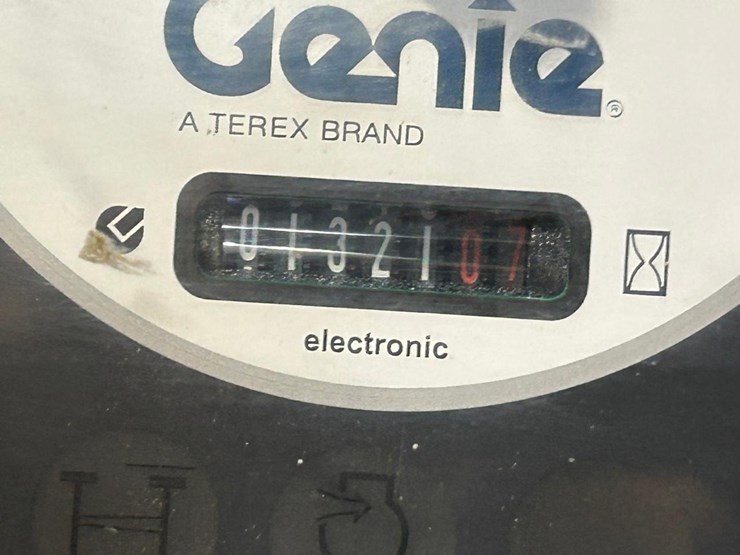 Genie®
A TEREX BRAND
0132107
electronic